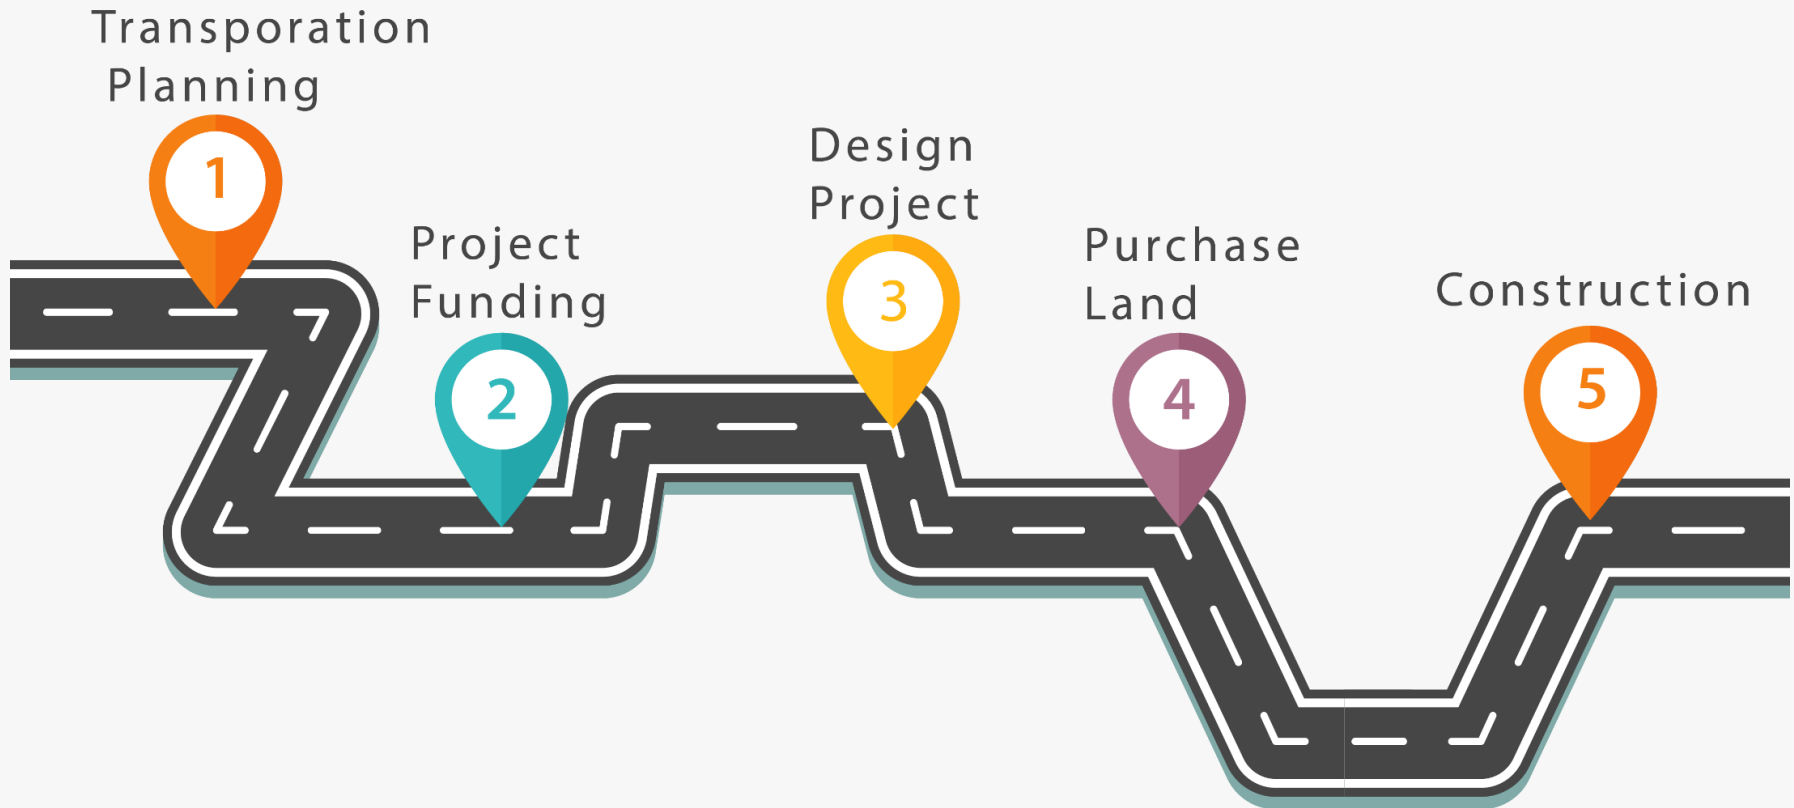 Transporation
Planning
1
Project
Funding
2
Design
Project
3
Purchase
Land
4
Construction
5